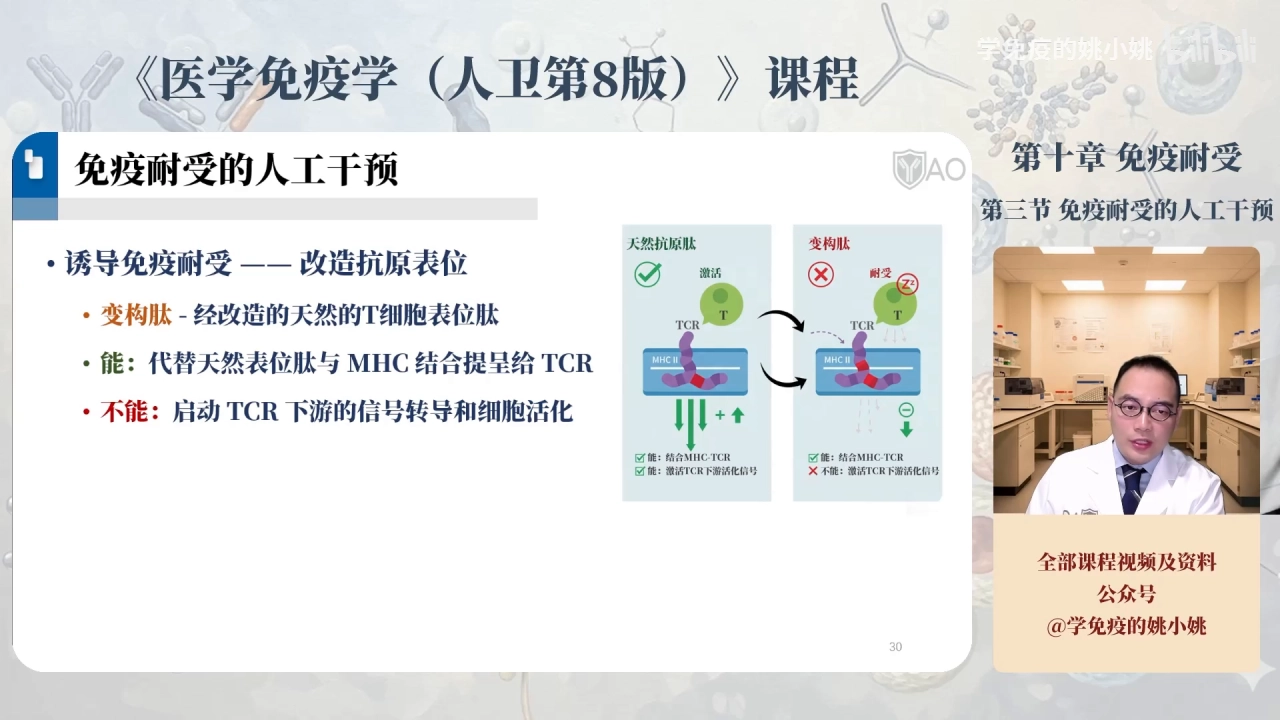 学免疫的姚小姚 bilibili
《医学免疫学（人卫第8版）》课程
免疫耐受的人工干预
YAO
• 诱导免疫耐受 —— 改造抗原表位
• 变构肽 - 经改造的天然的T细胞表位肽
• 能：代替天然表位肽与 MHC 结合提呈给 TCR
• 不能：启动 TCR 下游的信号转导和细胞活化
天然抗原肽
激活
T
TCR
MHC II
+
能：结合MHC-TCR
能：激活TCR下游活化信号
变构肽
耐受
Zz
T
TCR
MHC II
能：结合MHC-TCR
不能：激活TCR下游活化信号
30
第十章 免疫耐受
第三节 免疫耐受的人工干预
全部课程视频及资料
公众号
@学免疫的姚小姚